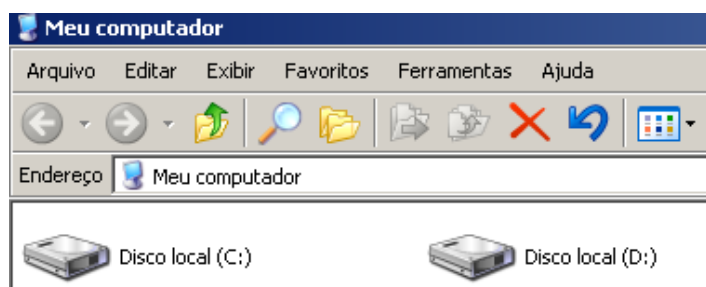 Meu computador
Arquivo Editar Exibir Favoritos Ferramentas Ajuda
Endereço Meu computador
Disco local (C:) Disco local (D:)